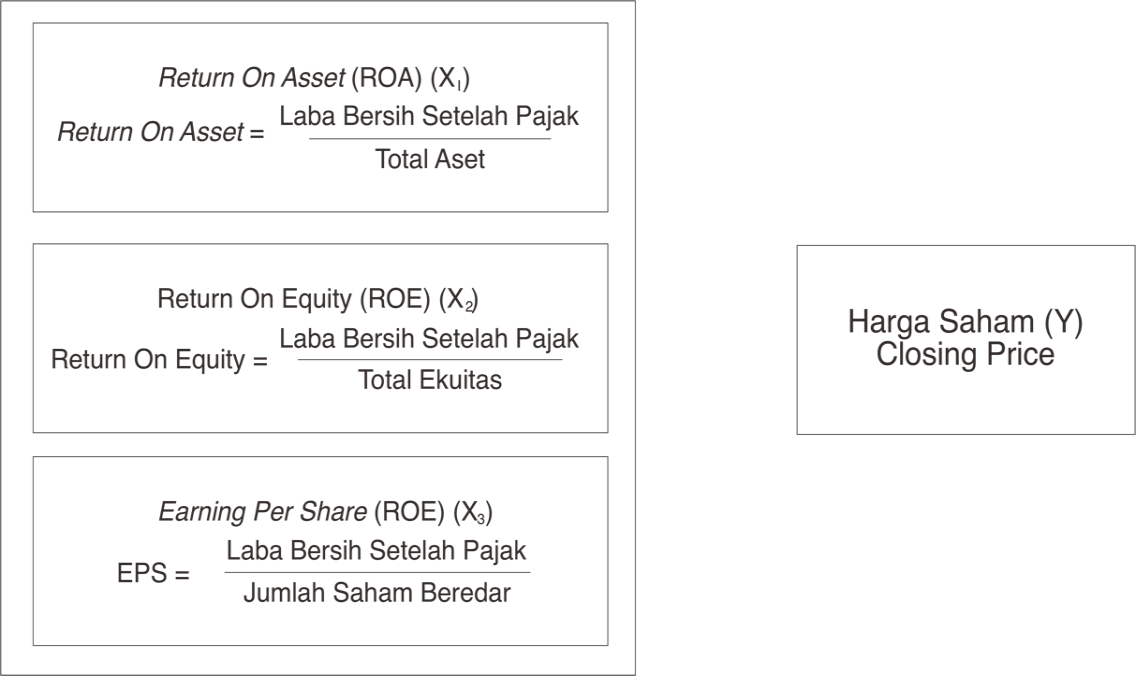 Return On Asset (ROA) (X₁)
Return On Asset = Laba Bersih Setelah Pajak
Total Aset
Return On Equity (ROE) (X₂)
Laba Bersih Setelah Pajak
Return On Equity =
Total Ekuitas
Earning Per Share (ROE) (X₃)
Laba Bersih Setelah Pajak
EPS =
Jumlah Saham Beredar
Harga Saham (Y)
Closing Price